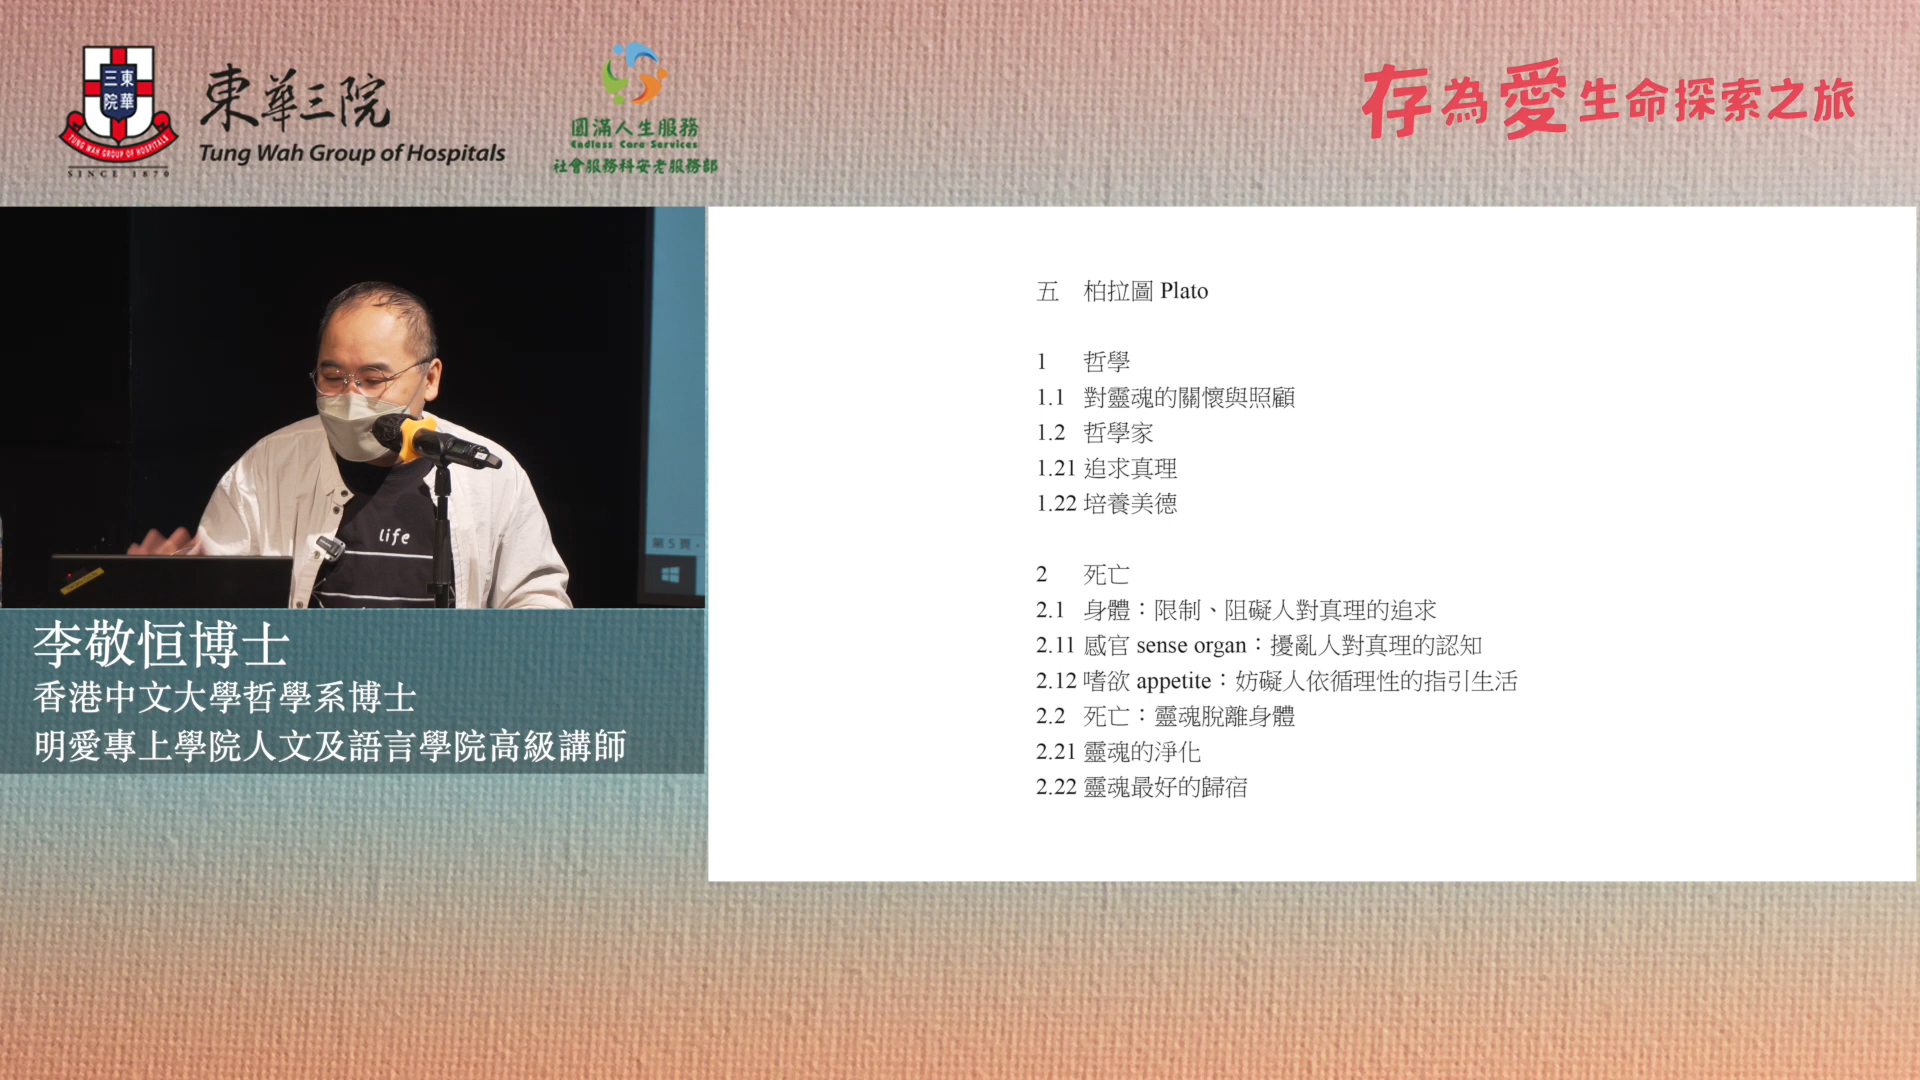 三東
院華
TUNG WAH GROUP OF HOSPITALS
SINCE 1870
東華三院
Tung Wah Group of Hospitals
圓滿人生服務
Endless Care Services
社會服務科安老服務部
存為愛生命探索之旅
life
第 5 頁
李敬恒博士
香港中文大學哲學系博士
明愛專上學院人文及語言學院高級講師
五 柏拉圖 Plato
1 哲學
1.1 對靈魂的關懷與照顧
1.2 哲學家
1.21 追求真理
1.22 培養美德
2 死亡
2.1 身體：限制、阻礙人對真理的追求
2.11 感官 sense organ：擾亂人對真理的認知
2.12 嗜欲 appetite：妨礙人依循理性的指引生活
2.2 死亡：靈魂脫離身體
2.21 靈魂的淨化
2.22 靈魂最好的歸宿